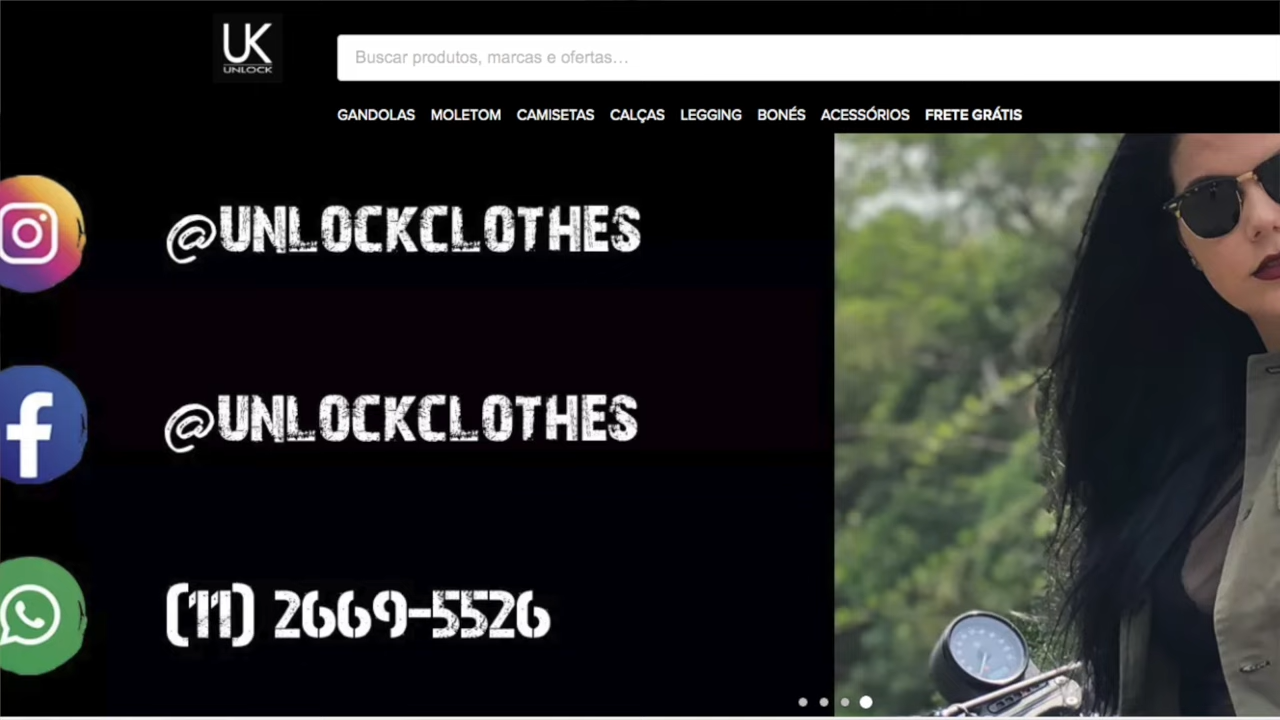 UK
UNLOCK
Buscar produtos, marcas e ofertas...
GANDOLAS MOLETOM CAMISETAS CALÇAS LEGGING BONÉS ACESSÓRIOS FRETE GRÁTIS
@UNLOCKCLOTHES
@UNLOCKCLOTHES
(11) 2669-5526